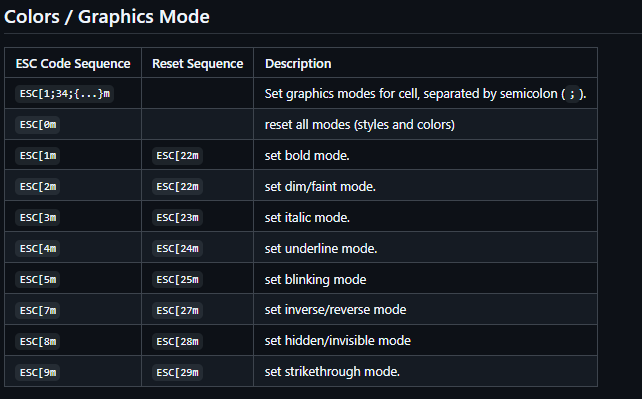 Colors / Graphics Mode
ESC Code Sequence Reset Sequence Description
ESC[1;34;{...}m Set graphics modes for cell, separated by semicolon (;).
ESC[0m reset all modes (styles and colors)
ESC[1m ESC[22m set bold mode.
ESC[2m ESC[22m set dim/faint mode.
ESC[3m ESC[23m set italic mode.
ESC[4m ESC[24m set underline mode.
ESC[5m ESC[25m set blinking mode
ESC[7m ESC[27m set inverse/reverse mode
ESC[8m ESC[28m set hidden/invisible mode
ESC[9m ESC[29m set strikethrough mode.